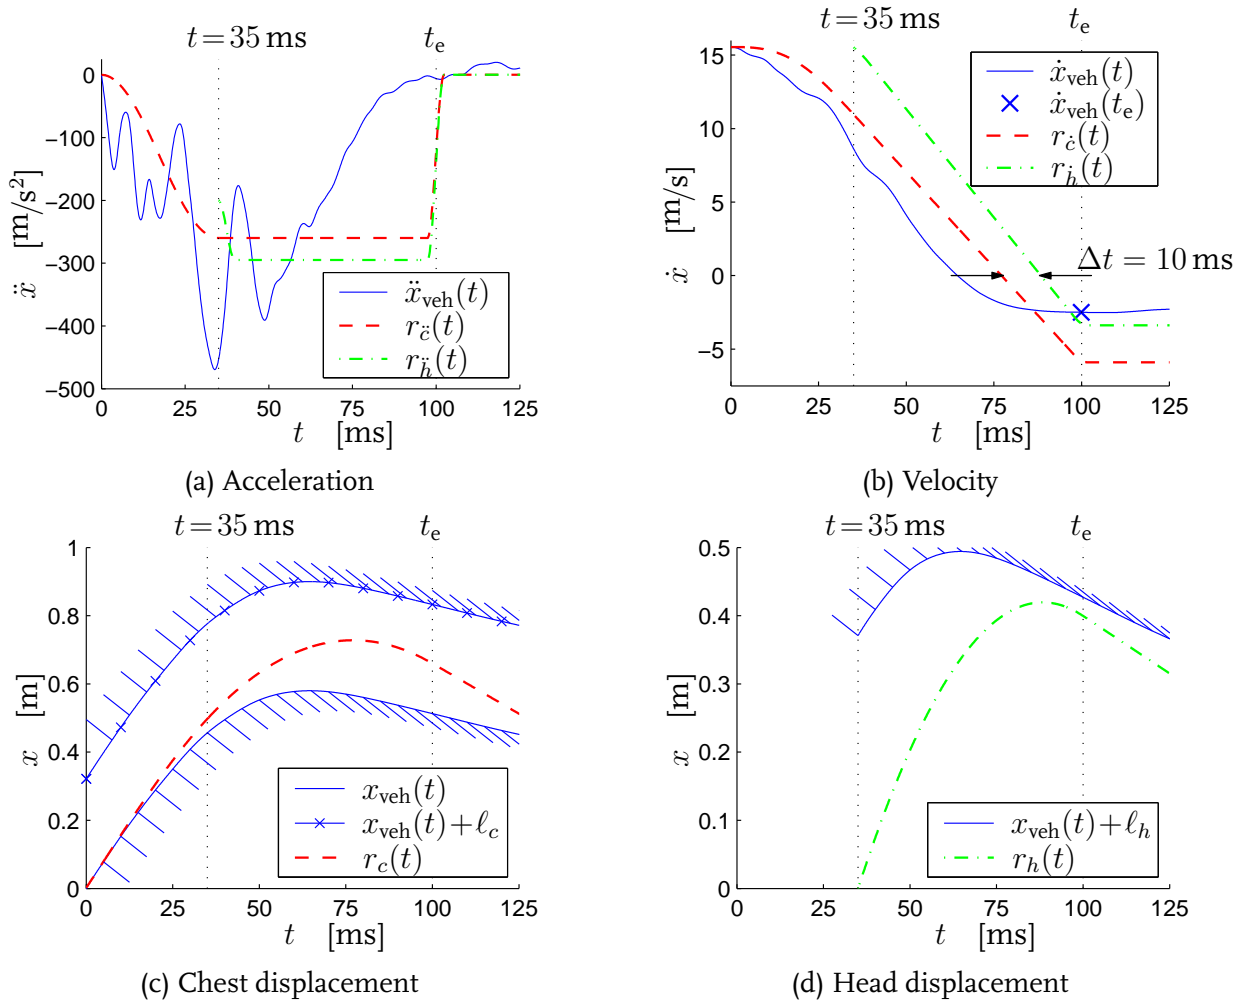 t = 35 ms
t_e
0
-100
-200
-300
-400
-500
ẍ [m/s²]
ẍ_veh(t)
r_c̈(t)
r_ḧ(t)
0 25 50 75 100 125
t [ms]
(a) Acceleration
t = 35 ms
t_e
15
10
5
0
-5
ẋ [m/s]
ẋ_veh(t)
ẋ_veh(t_e)
r_ċ(t)
r_ḣ(t)
Δt = 10 ms
0 25 50 75 100 125
t [ms]
(b) Velocity
t = 35 ms
t_e
1
0.8
0.6
0.4
0.2
0
x [m]
x_veh(t)
x_veh(t)+ℓ_c
r_c(t)
0 25 50 75 100 125
t [ms]
(c) Chest displacement
t = 35 ms
t_e
0.5
0.4
0.3
0.2
0.1
0
x [m]
x_veh(t)+ℓ_h
r_h(t)
0 25 50 75 100 125
t [ms]
(d) Head displacement